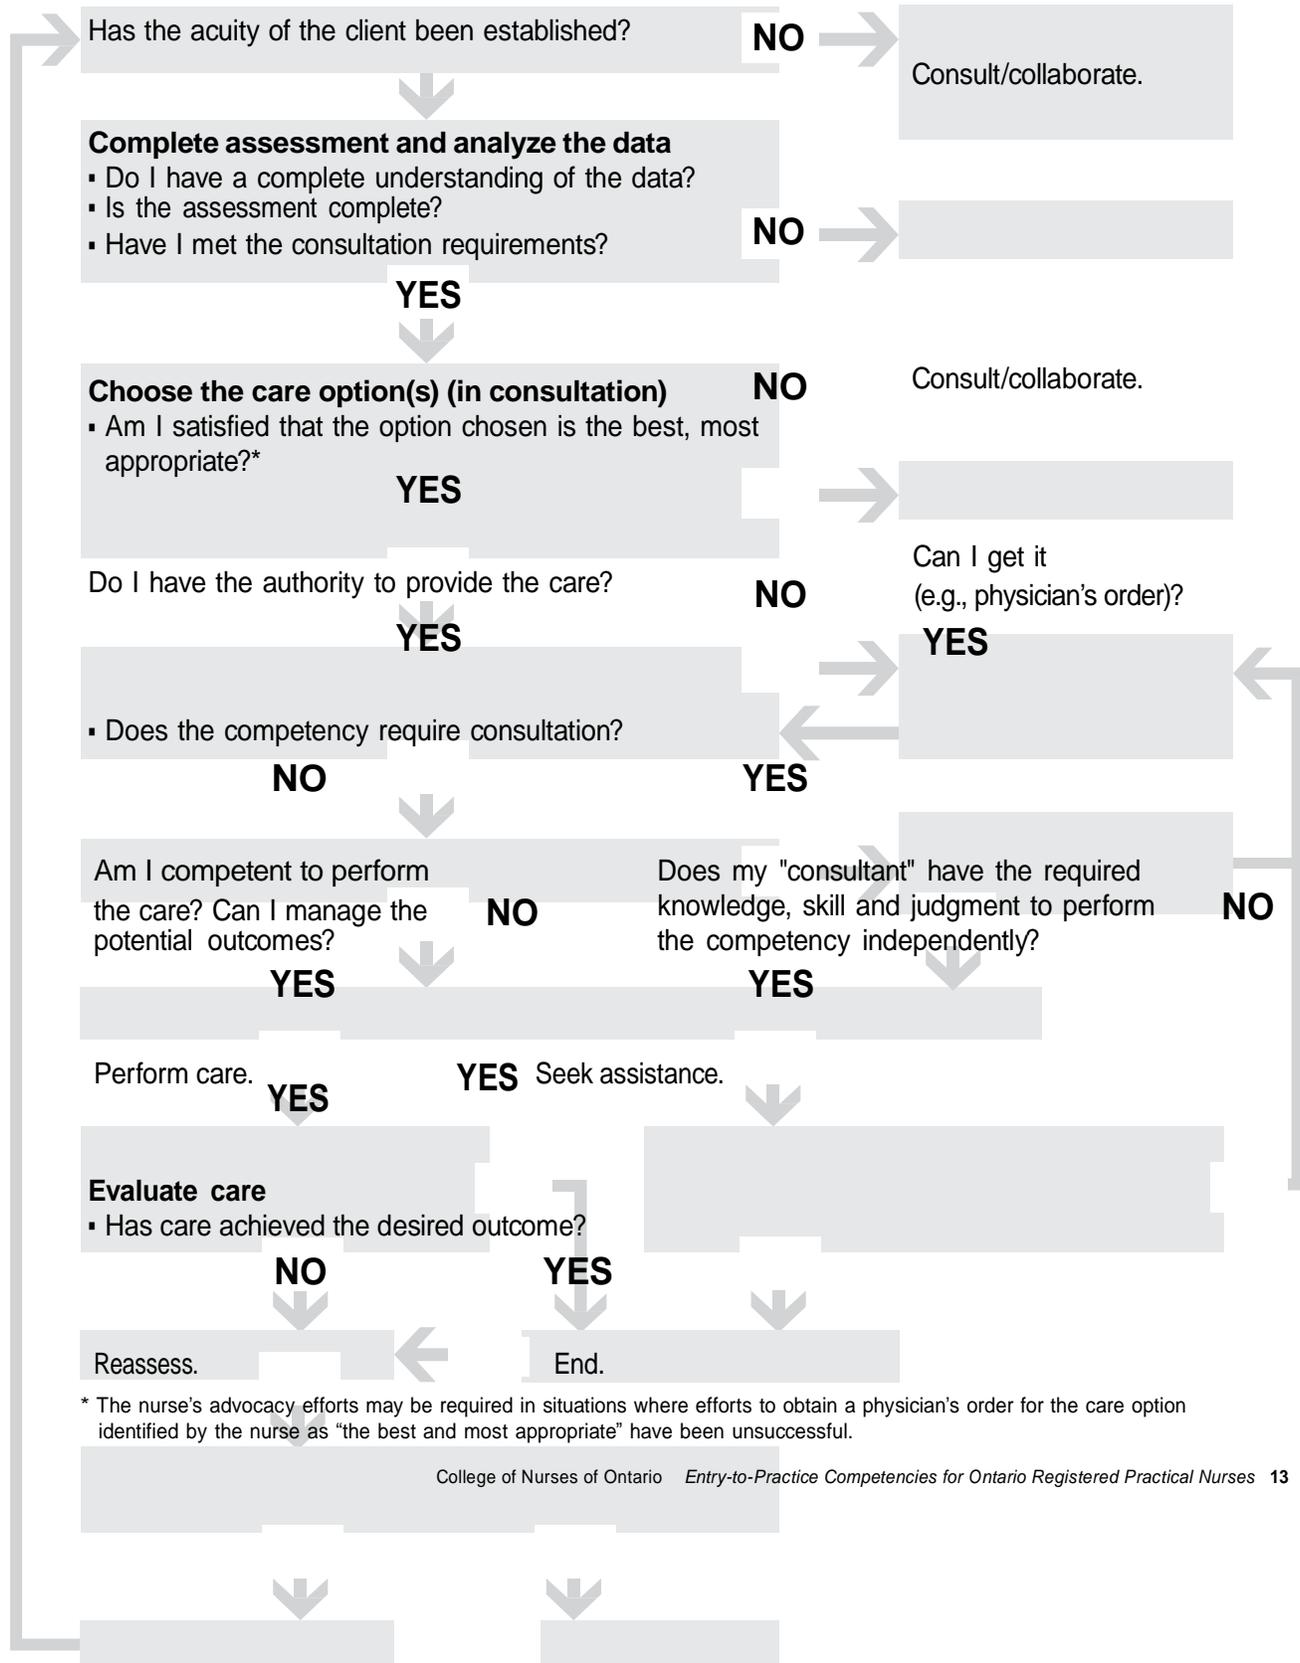 Has the acuity of the client been established?
NO
Consult/collaborate.
Complete assessment and analyze the data
▪ Do I have a complete understanding of the data?
▪ Is the assessment complete?
▪ Have I met the consultation requirements?
NO
YES
Choose the care option(s) (in consultation)
NO
Consult/collaborate.
▪ Am I satisfied that the option chosen is the best, most
appropriate?*
YES
Do I have the authority to provide the care?
NO
Can I get it
(e.g., physician’s order)?
YES
YES
▪ Does the competency require consultation?
NO
YES
Am I competent to perform
the care? Can I manage the
potential outcomes?
NO
Does my "consultant" have the required
knowledge, skill and judgment to perform
the competency independently?
NO
YES
YES
Perform care.
YES
YES
Seek assistance.
Evaluate care
▪ Has care achieved the desired outcome?
NO
YES
Reassess.
End.
* The nurse’s advocacy efforts may be required in situations where efforts to obtain a physician’s order for the care option
identified by the nurse as “the best and most appropriate” have been unsuccessful.
College of Nurses of Ontario Entry-to-Practice Competencies for Ontario Registered Practical Nurses 13